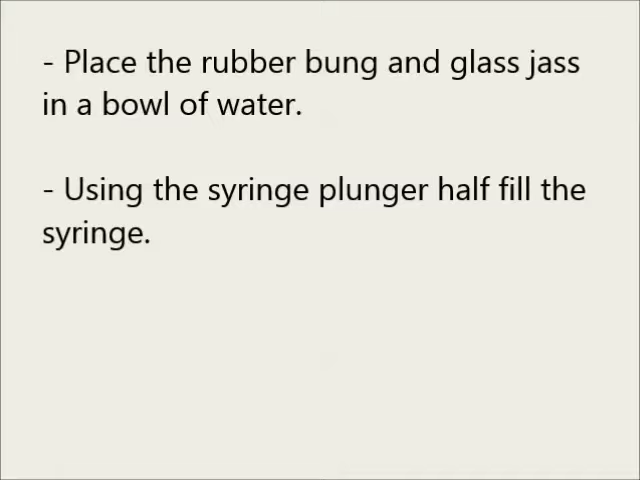 - Place the rubber bung and glass jass
in a bowl of water.
- Using the syringe plunger half fill the
syringe.